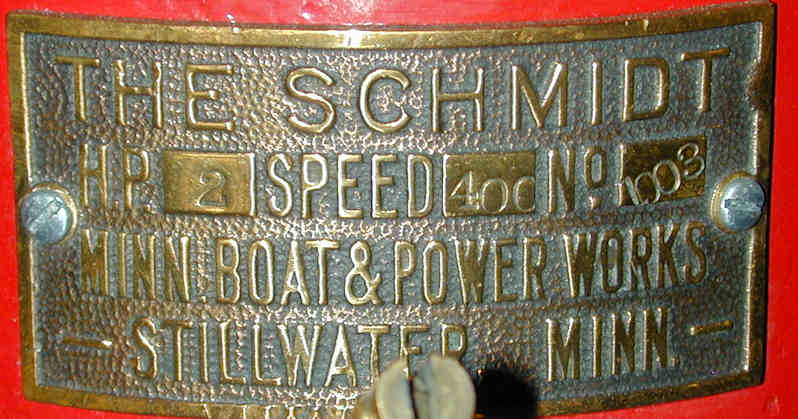 THE SCHMIDT
H.P. 2 SPEED 400 No 1003
MINN. BOAT & POWER WORKS.
- STILLWATER, MINN. -